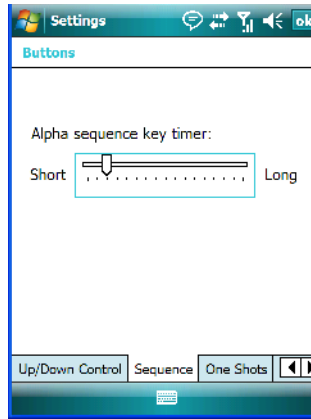 Settings
ok
Buttons
Alpha sequence key timer:
Short Long
Up/Down Control Sequence One Shots